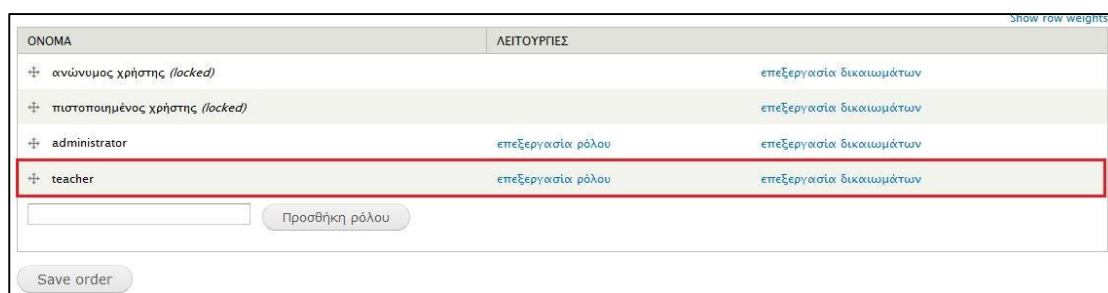 Show row weights
ΟΝΟΜΑ ΛΕΙΤΟΥΡΓΙΕΣ
ανώνυμος χρήστης (locked) επεξεργασία δικαιωμάτων
πιστοποιημένος χρήστης (locked) επεξεργασία δικαιωμάτων
administrator επεξεργασία ρόλου επεξεργασία δικαιωμάτων
teacher επεξεργασία ρόλου επεξεργασία δικαιωμάτων
Προσθήκη ρόλου
Save order